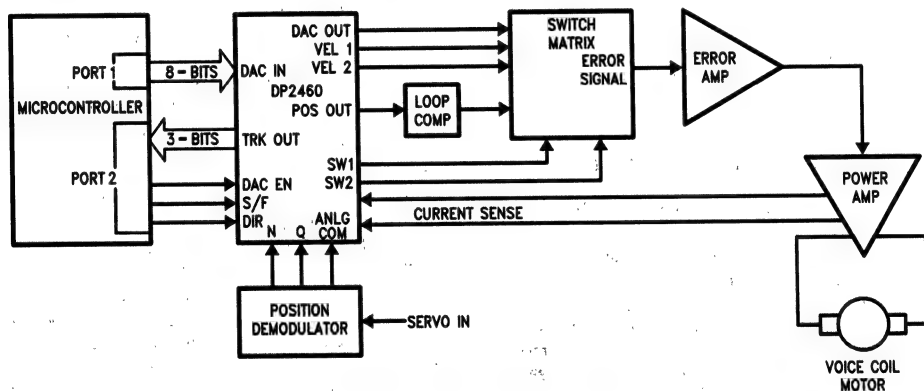 MICROCONTROLLER
PORT 1
PORT 2
8-BITS
3-BITS
DAC IN
DP2460
TRK OUT
DAC EN
S/F
DIR
N
Q
ANLG
COM
DAC OUT
VEL 1
VEL 2
POS OUT
SW1
SW2
LOOP
COMP
SWITCH
MATRIX
ERROR
SIGNAL
ERROR
AMP
POWER
AMP
CURRENT SENSE
POSITION
DEMODULATOR
SERVO IN
VOICE COIL
MOTOR